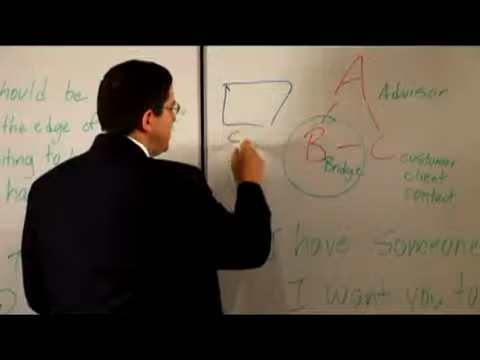 hould be
the edge of
iting to
ha
C
A
Advisor
B - C
Bridge
customer
client
contact
have someone
I want you to